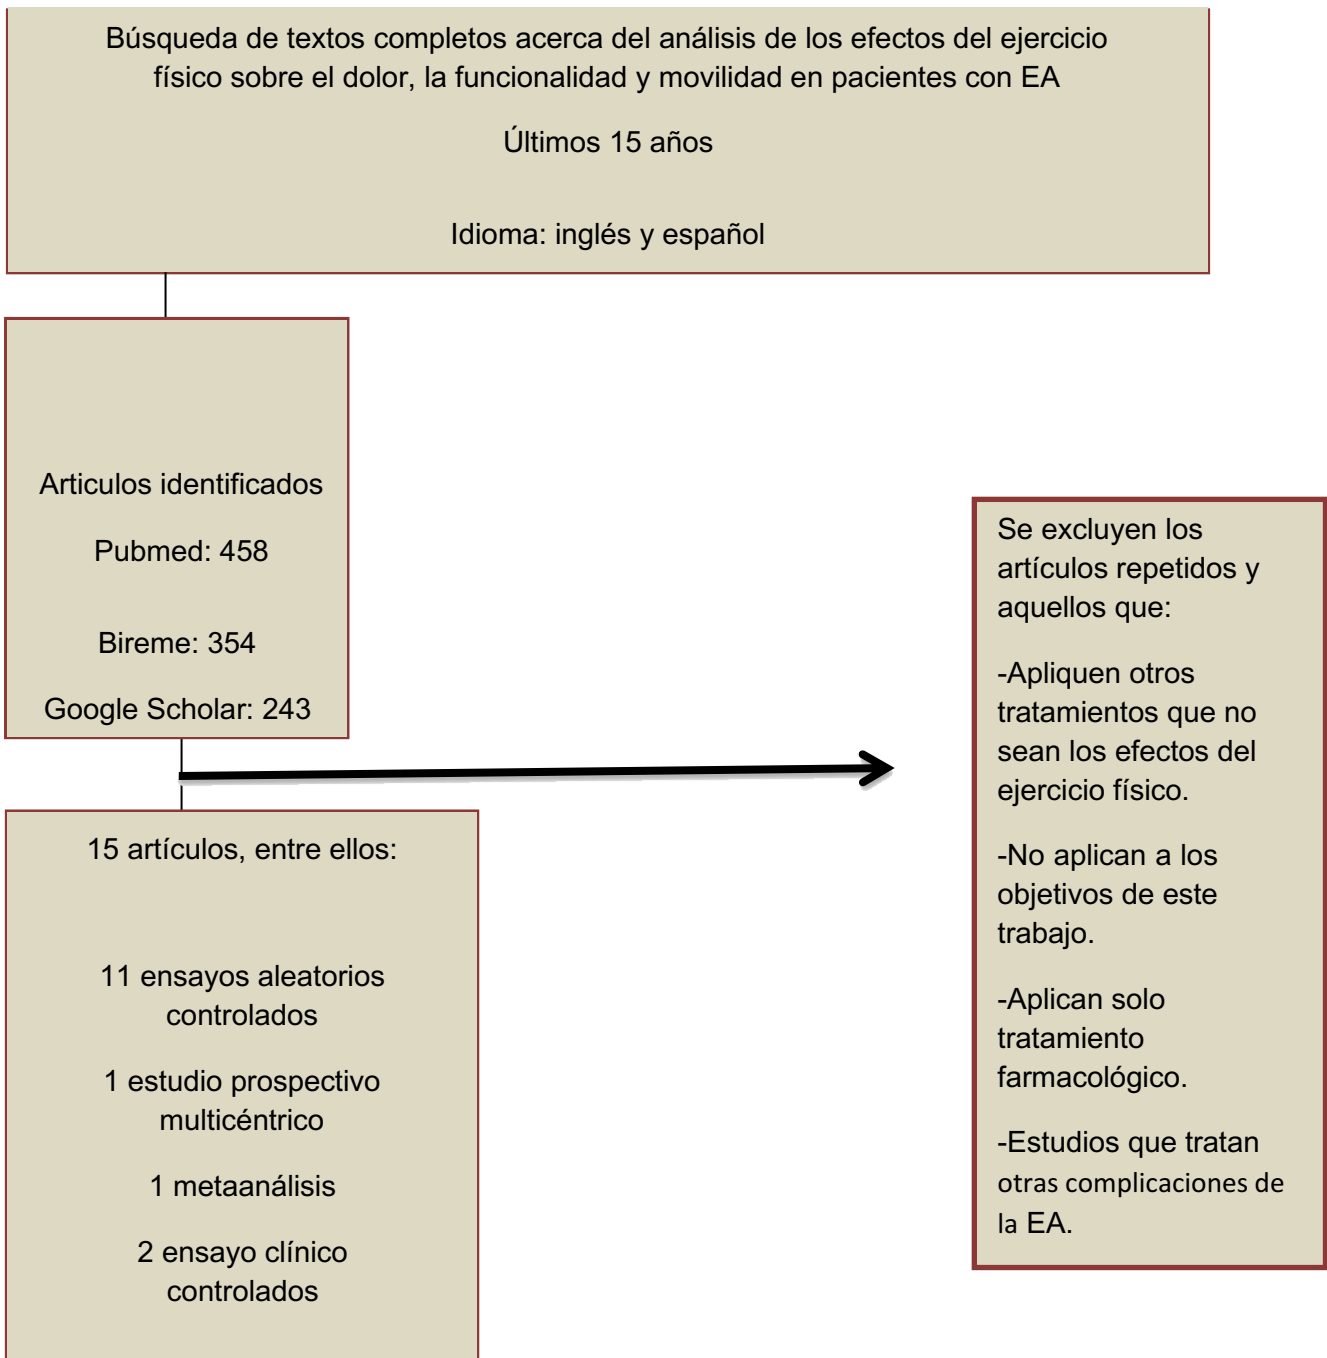 Búsqueda de textos completos acerca del análisis de los efectos del ejercicio
físico sobre el dolor, la funcionalidad y movilidad en pacientes con EA
Últimos 15 años
Idioma: inglés y español
Articulos identificados
Pubmed: 458
Bireme: 354
Google Scholar: 243
Se excluyen los
artículos repetidos y
aquellos que:
-Apliquen otros
tratamientos que no
sean los efectos del
ejercicio físico.
-No aplican a los
objetivos de este
trabajo.
-Aplican solo
tratamiento
farmacológico.
-Estudios que tratan
otras complicaciones de
la EA.
15 artículos, entre ellos:
11 ensayos aleatorios
controlados
1 estudio prospectivo
multicéntrico
1 metaanálisis
2 ensayo clínico
controlados